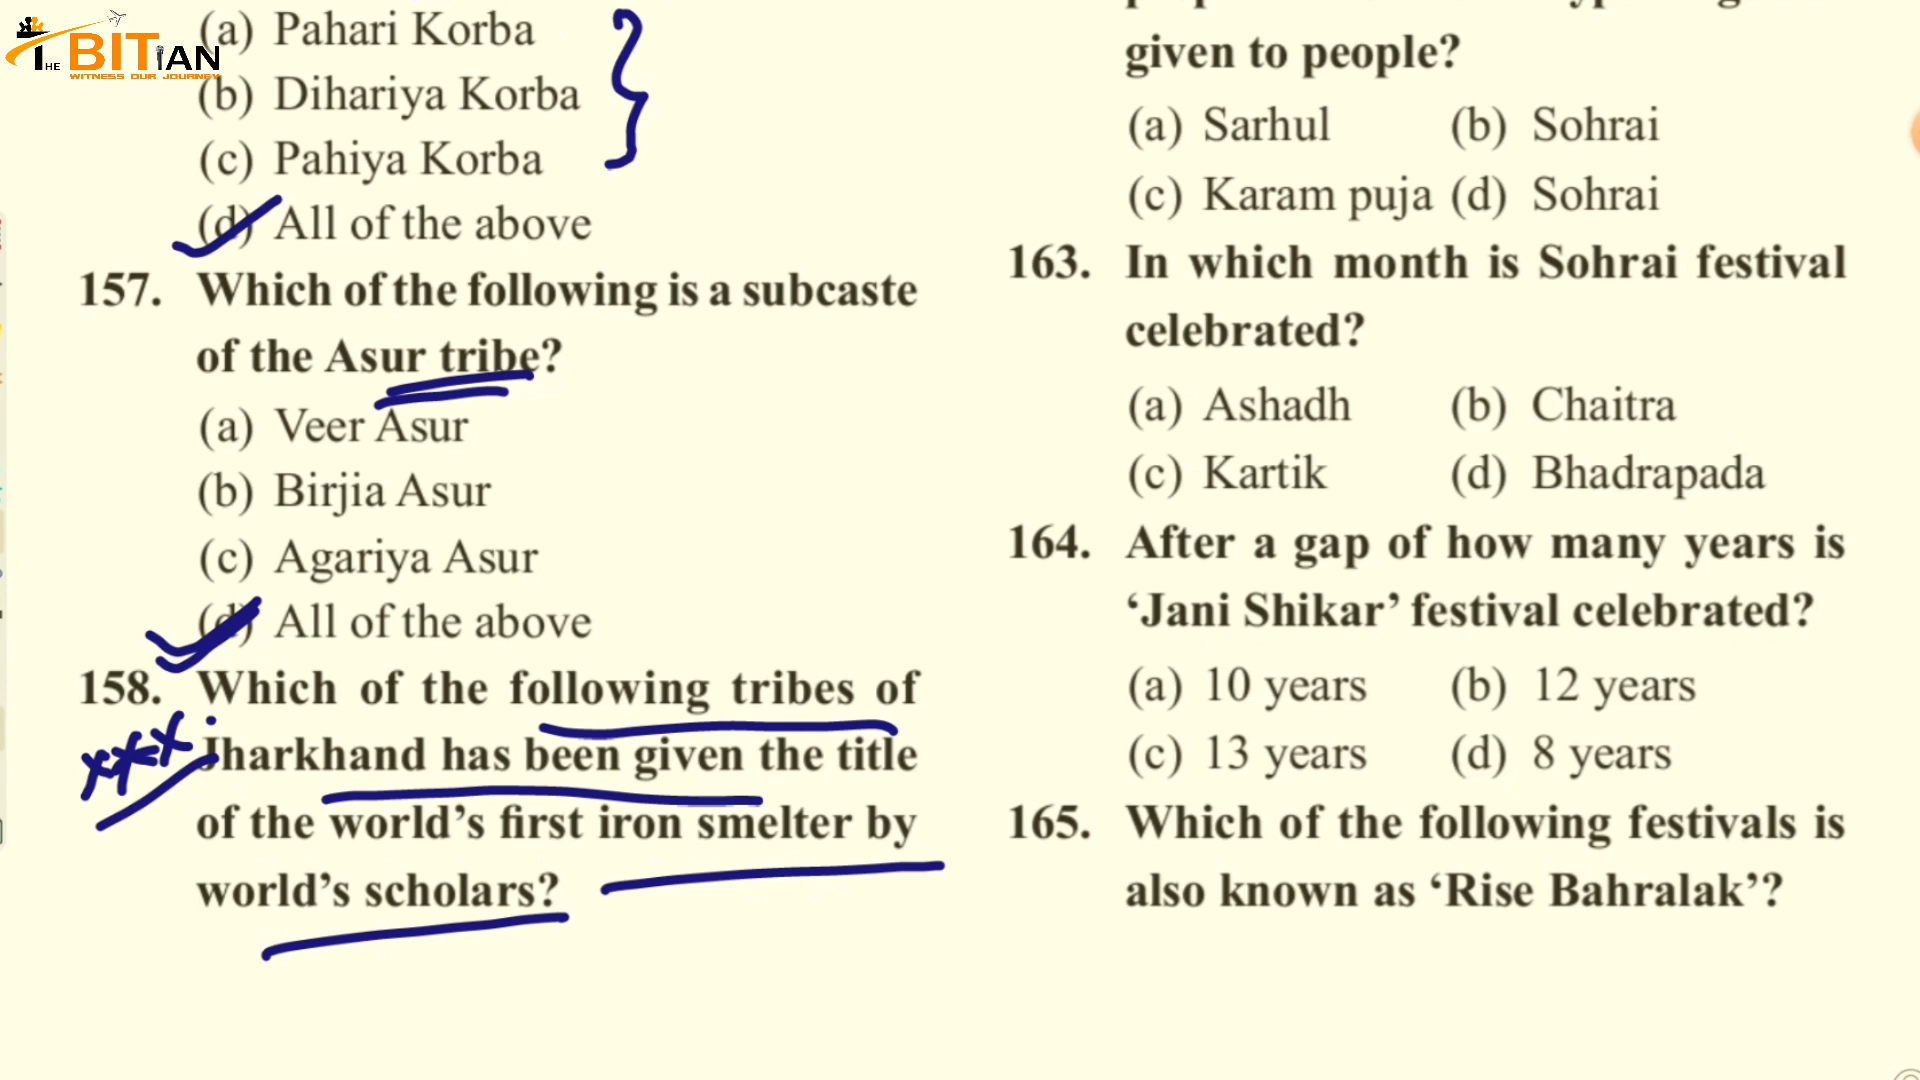 THE BITIAN
WITNESS OUR JOURNEY
(a) Pahari Korba
(b) Dihariya Korba
(c) Pahiya Korba
(d) All of the above
157. Which of the following is a subcaste
of the Asur tribe?
(a) Veer Asur
(b) Birjia Asur
(c) Agariya Asur
(d) All of the above
158. Which of the following tribes of
Jharkhand has been given the title
of the world's first iron smelter by
world's scholars?
given to people?
(a) Sarhul (b) Sohrai
(c) Karam puja (d) Sohrai
163. In which month is Sohrai festival
celebrated?
(a) Ashadh (b) Chaitra
(c) Kartik (d) Bhadrapada
164. After a gap of how many years is
‘Jani Shikar’ festival celebrated?
(a) 10 years (b) 12 years
(c) 13 years (d) 8 years
165. Which of the following festivals is
also known as ‘Rise Bahralak’?